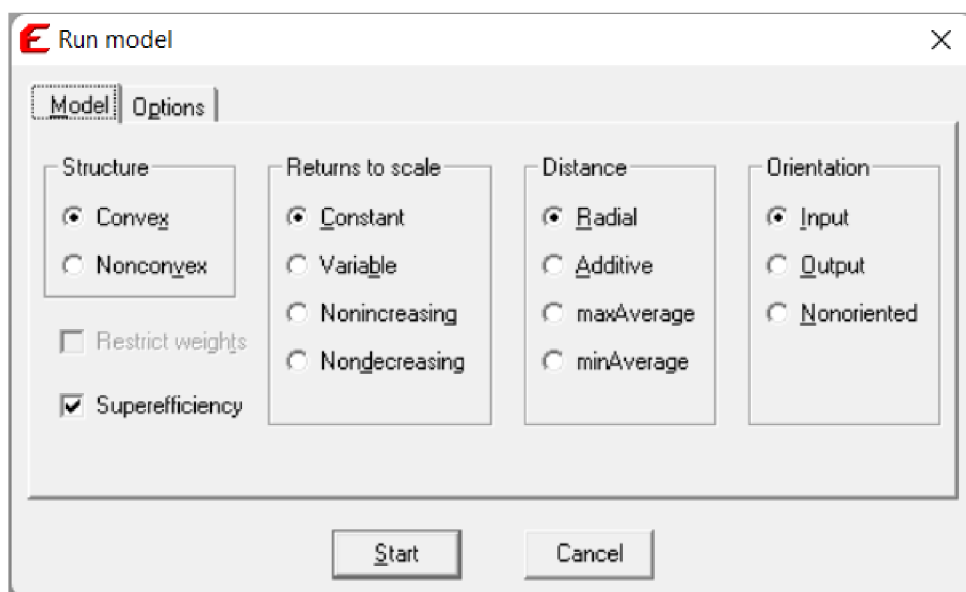 Run model
Model Options
Structure
Convex
Nonconvex
Restrict weights
Superefficiency
Returns to scale
Constant
Variable
Nonincreasing
Nondecreasing
Distance
Radial
Additive
maxAverage
minAverage
Orientation
Input
Output
Nonoriented
Start Cancel